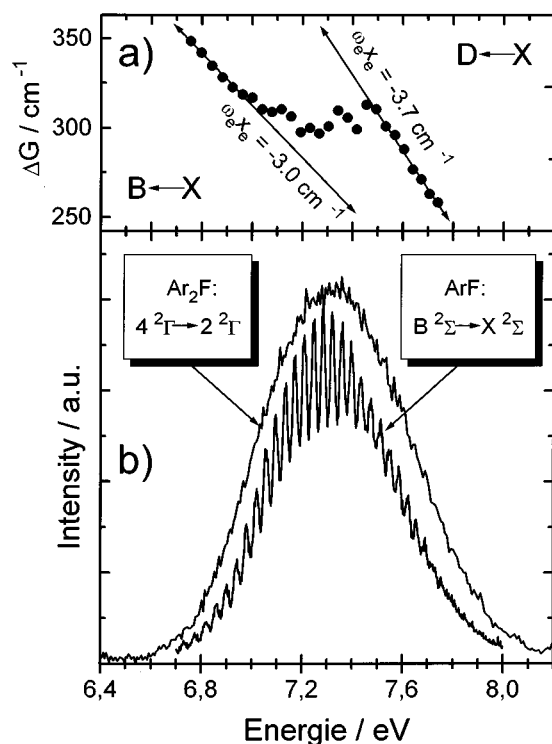 350
a)
D←X
ωₑxₑ = -3.7 cm⁻¹
ΔG / cm⁻¹
300
ωₑxₑ = -3.0 cm⁻¹
B←X
250
Ar₂F:
4 ²Γ→2 ²Γ
ArF:
B ²Σ→X ²Σ
b)
Intensity / a.u.
6,4 6,8 7,2 7,6 8,0
Energie / eV